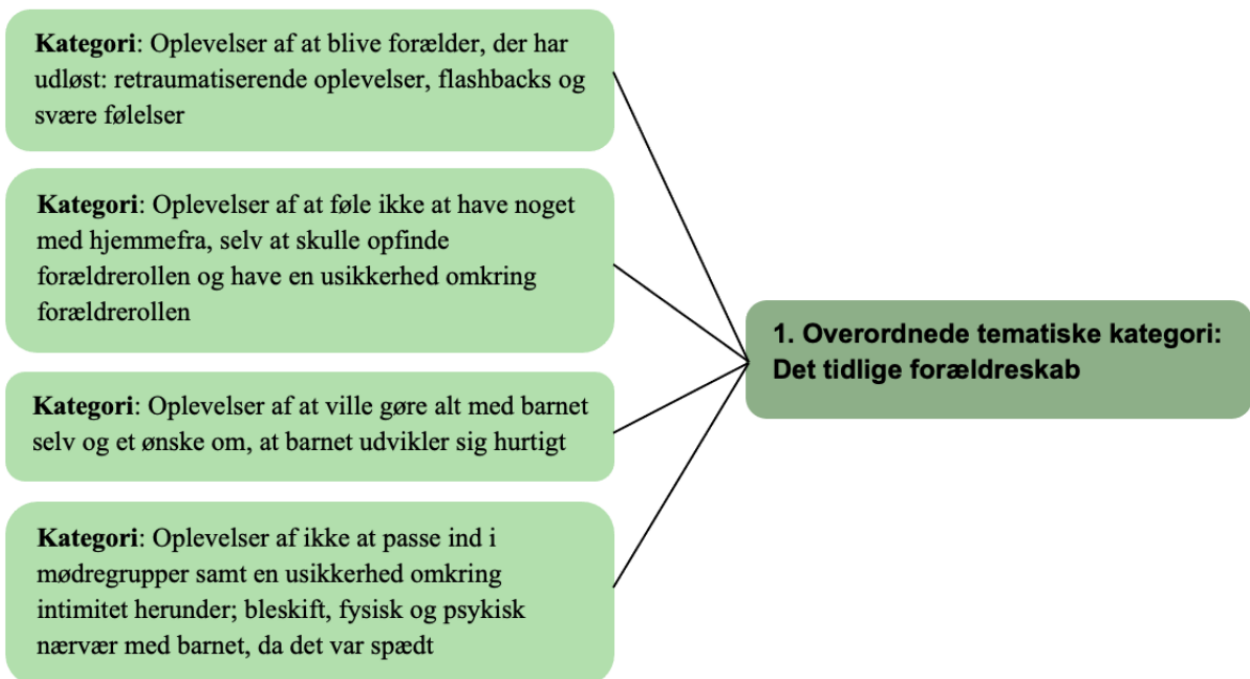 Kategori: Oplevelser af at blive forælder, der har
udløst: retraumatiserende oplevelser, flashbacks og
svære følelser
Kategori: Oplevelser af at føle ikke at have noget
med hjemmefra, selv at skulle opfinde
forældrerollen og have en usikkerhed omkring
forældrerollen
Kategori: Oplevelser af at ville gøre alt med barnet
selv og et ønske om, at barnet udvikler sig hurtigt
Kategori: Oplevelser af ikke at passe ind i
mødregrupper samt en usikkerhed omkring
intimitet herunder; bleskift, fysisk og psykisk
nærvær med barnet, da det var spædt
1. Overordnede tematiske kategori:
Det tidlige forældreskab